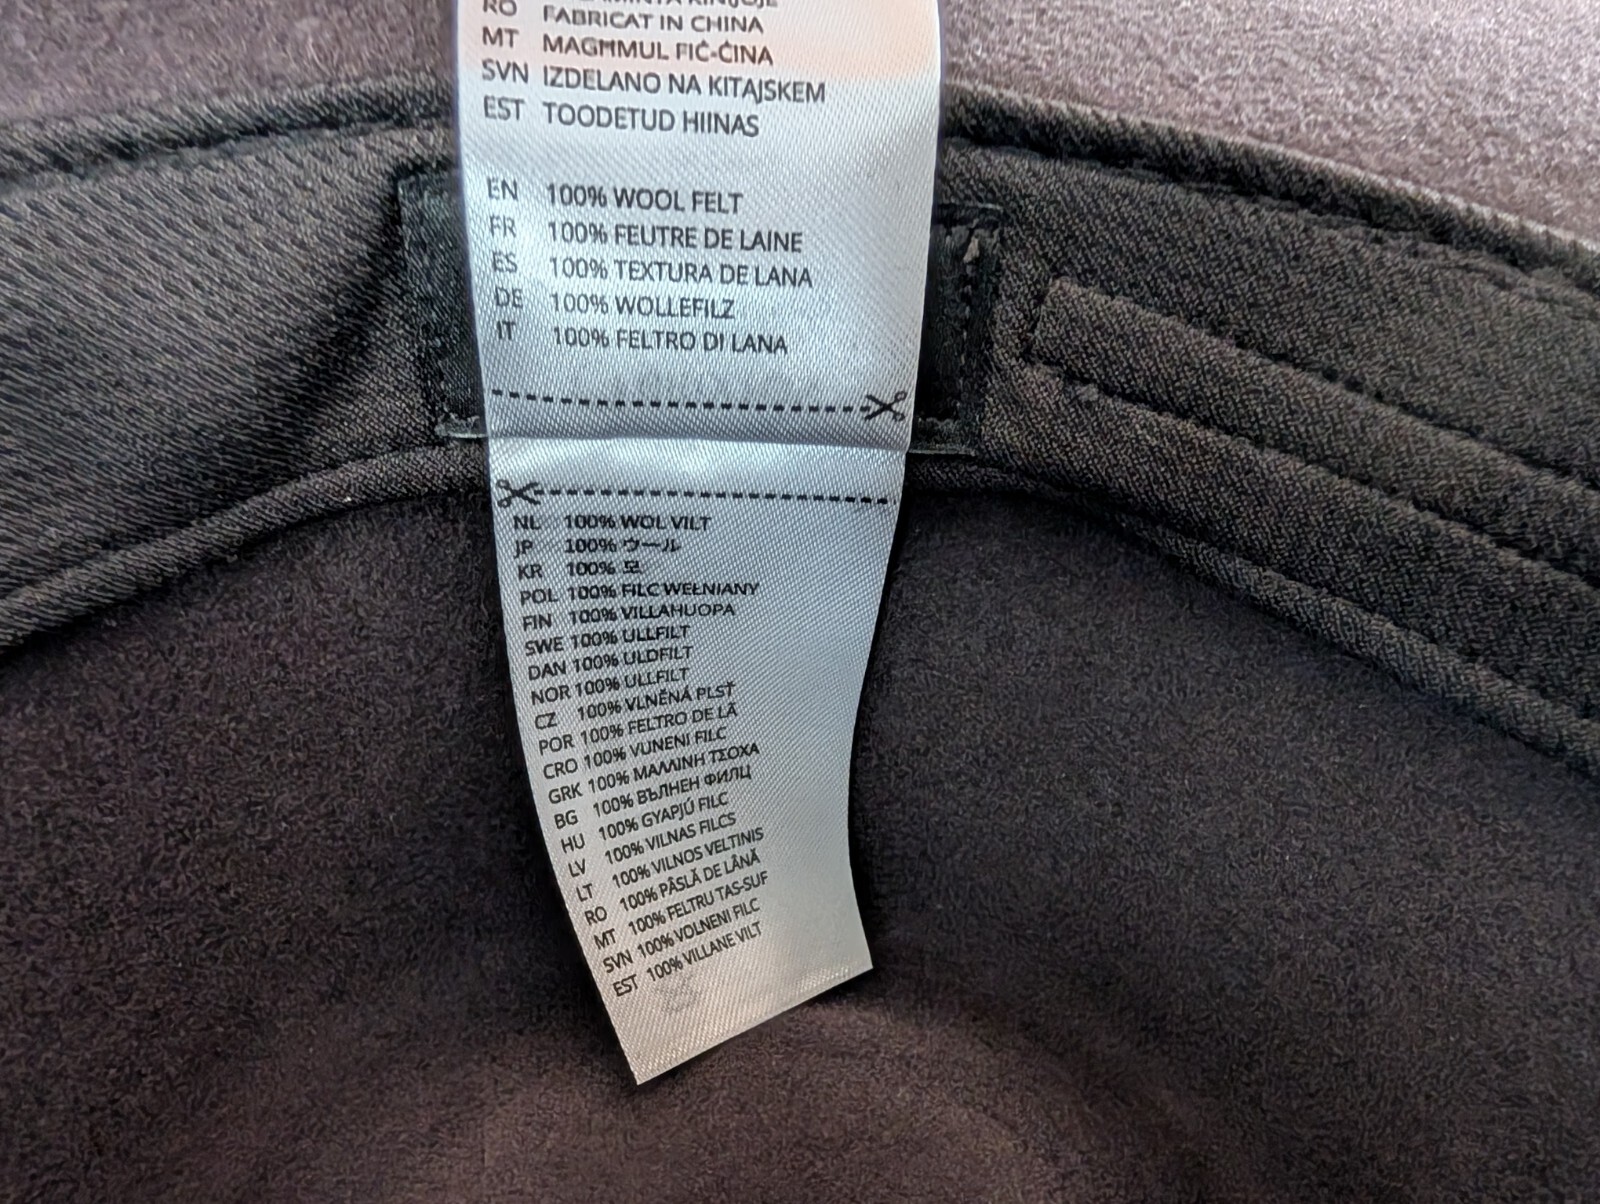 RO FABRICAT IN CHINA
MT MAGĦMUL FIĊ-ĊINA
SVN IZDELANO NA KITAJSKEM
EST TOODETUD HIINAS
EN 100% WOOL FELT
FR 100% FEUTRE DE LAINE
ES 100% TEXTURA DE LANA
DE 100% WOLLEFILZ
IT 100% FELTRO DI LANA
NL 100% WOL VILT
JP 100% ウール
KR 100% 모
POL 100% FILC WEŁNIANY
FIN 100% VILLAHUOPA
SWE 100% ULLFILT
DAN 100% ULDFILT
NOR 100% ULLFILT
CZ 100% VLNĚNÁ PLSŤ
POR 100% FELTRO DE LÃ
CRO 100% VUNENI FILC
GRK 100% ΜΑΛΛΙΝΗ ΤΣΟΧΑ
BG 100% ВЪЛНЕН ФИЛЦ
HU 100% GYAPJÚ FILC
LV 100% VILNAS FILCS
LT 100% VILNOS VELTINIS
RO 100% PÂSLĂ DE LÂNĂ
MT 100% FELTRU TAS-SUF
SVN 100% VOLNENI FILC
EST 100% VILLANE VILT